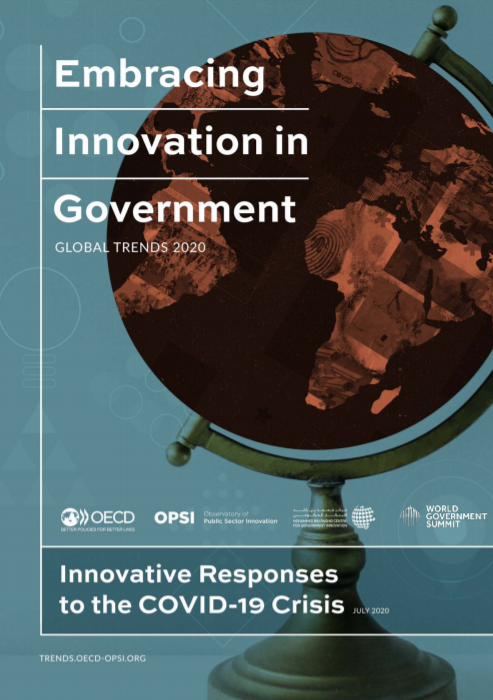 Embracing
Innovation in
Government
GLOBAL TRENDS 2020
COVID
OECD
BETTER POLICIES FOR BETTER LIVES
OPSI
Observatory of
Public Sector Innovation
MOHAMMED BIN RASHID CENTRE
FOR GOVERNMENT INNOVATION
WORLD
GOVERNMENT
SUMMIT
Innovative Responses
to the COVID-19 Crisis JULY 2020
TRENDS.OECD-OPSI.ORG